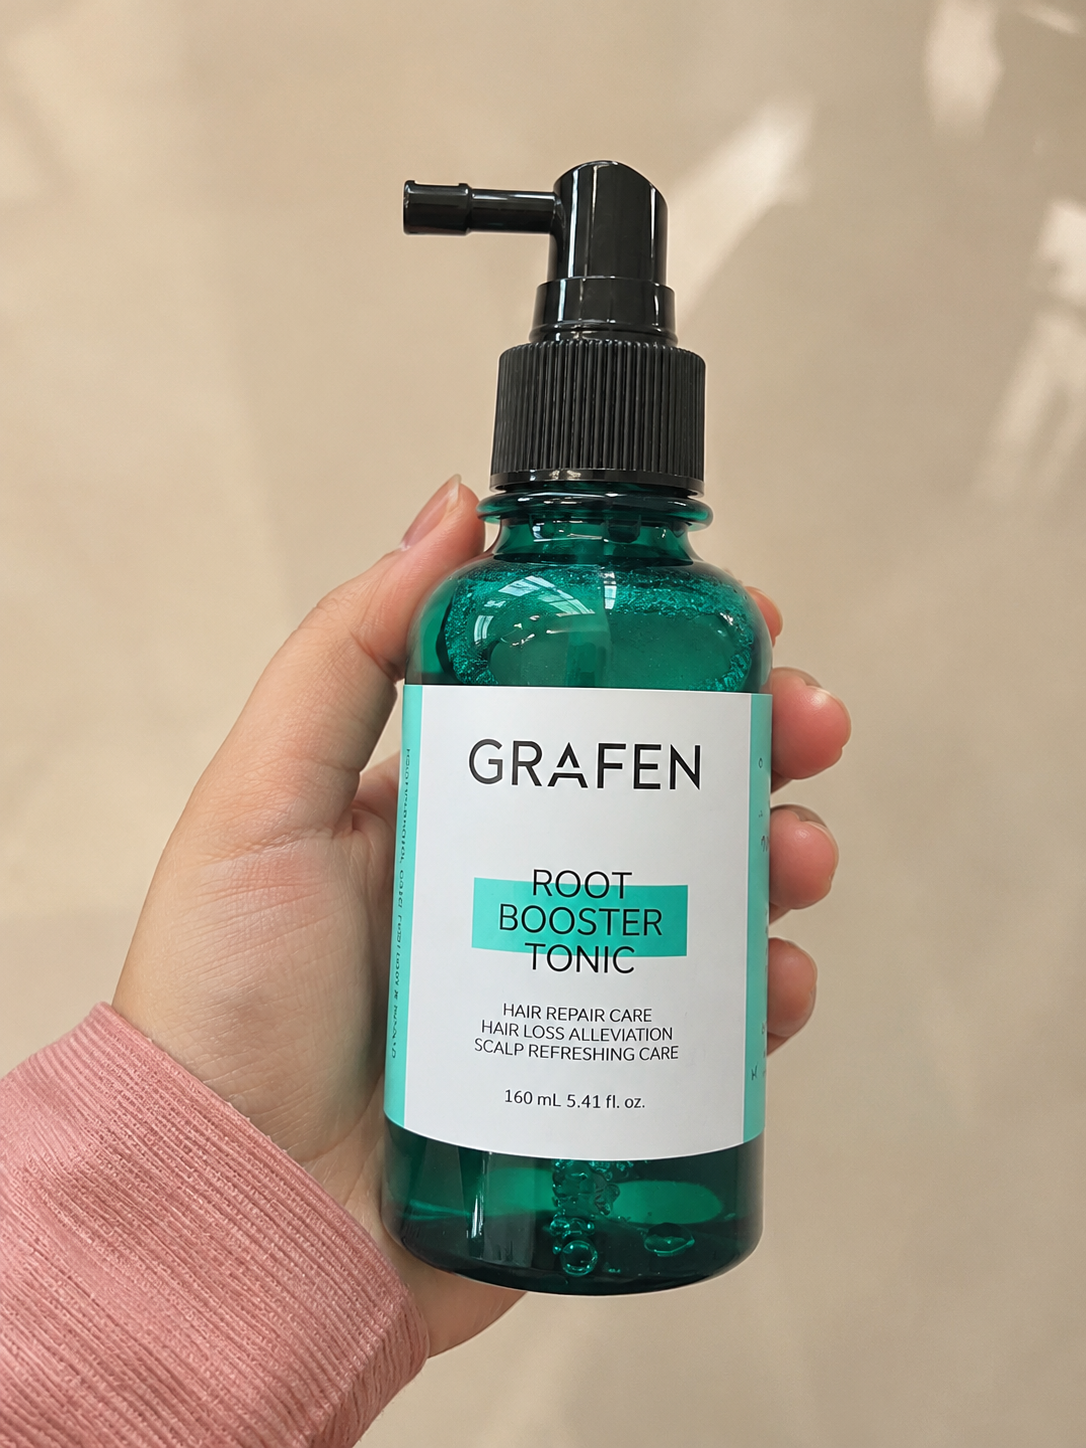 GRAFEN
ROOT
BOOSTER
TONIC
HAIR REPAIR CARE
HAIR LOSS ALLEVIATION
SCALP REFRESHING CARE
160 mL 5.41 fl. oz.